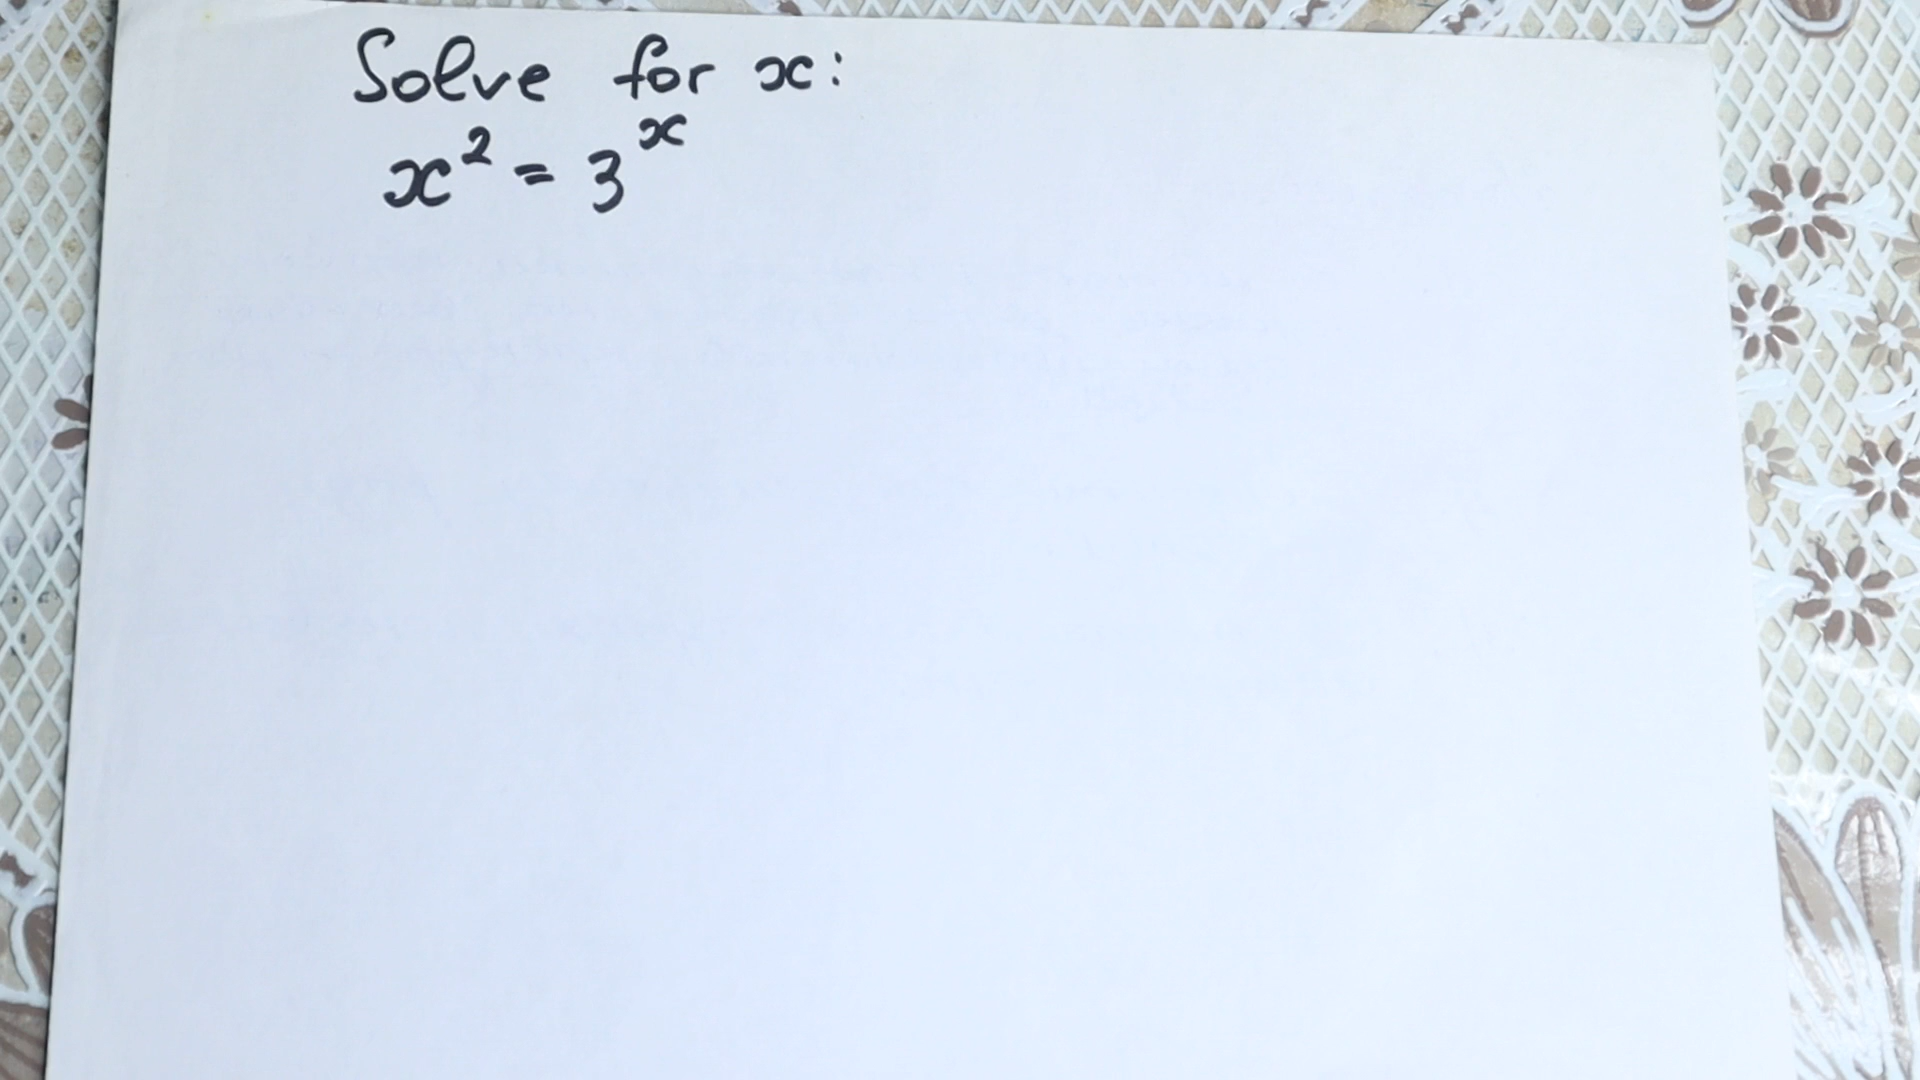 Solve for x:
x² = 3ˣ